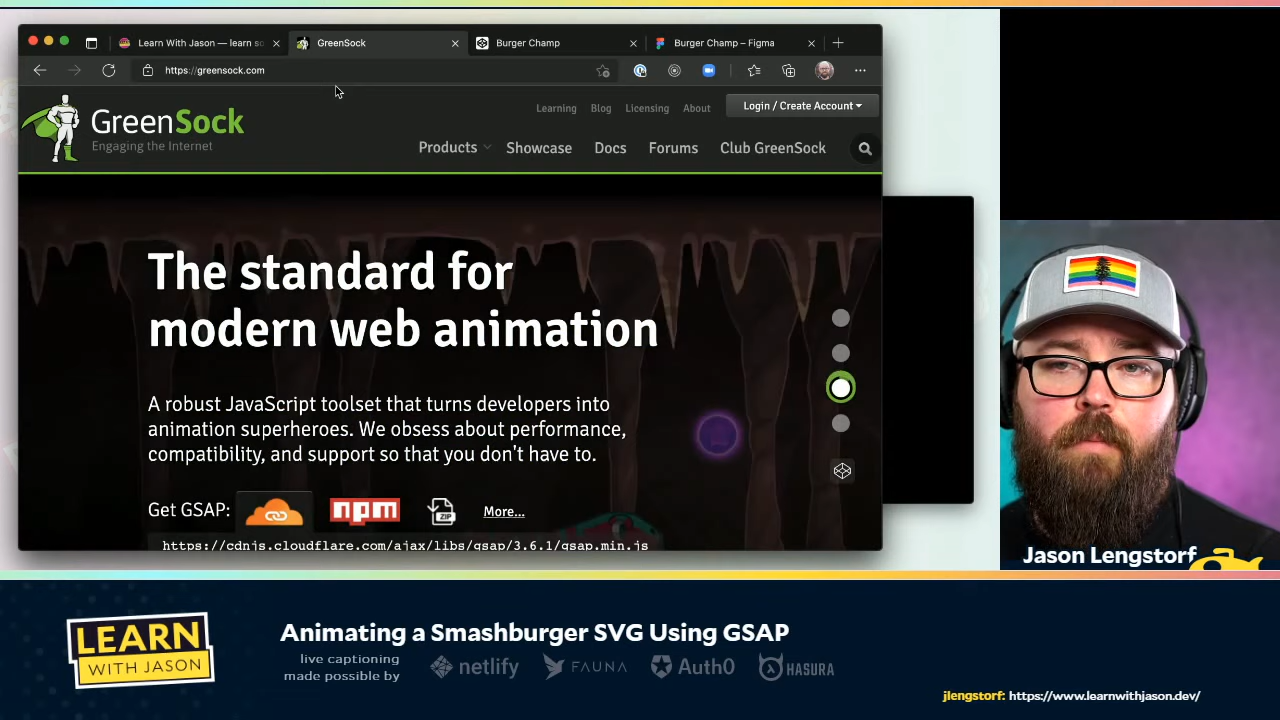 Learn With Jason — learn so
GreenSock
Burger Champ
Burger Champ – Figma
https://greensock.com
GreenSock
Engaging the Internet
Learning
Blog
Licensing
About
Login / Create Account
Products
Showcase
Docs
Forums
Club GreenSock
The standard for
modern web animation
A robust JavaScript toolset that turns developers into
animation superheroes. We obsess about performance,
compatibility, and support so that you don't have to.
Get GSAP:
npm
ZIP
More...
https://cdnjs.cloudflare.com/ajax/libs/gsap/3.6.1/gsap.min.js
Jason Lengstorf
LEARN
WITH JASON
Animating a Smashburger SVG Using GSAP
live captioning
made possible by
netlify
FAUNA
Auth0
HASURA
jlengstorf: https://www.learnwithjason.dev/